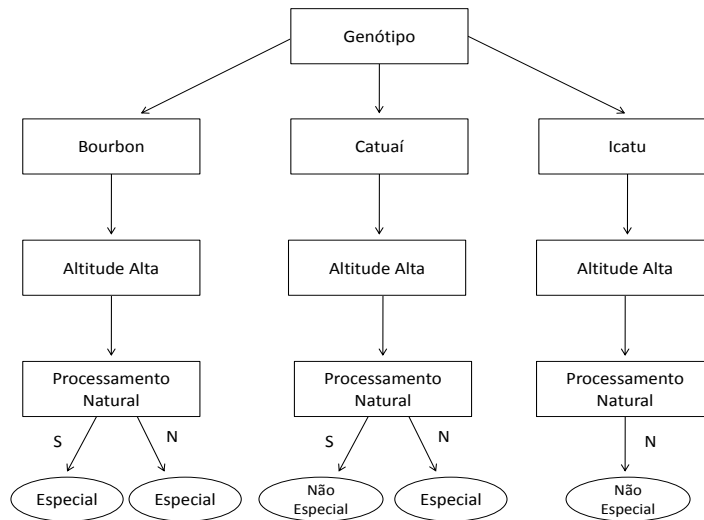 Genótipo
Bourbon
Catuaí
Icatu
Altitude Alta
Altitude Alta
Altitude Alta
Processamento
Natural
Processamento
Natural
Processamento
Natural
S
N
S
N
N
Especial
Especial
Não
Especial
Especial
Não
Especial